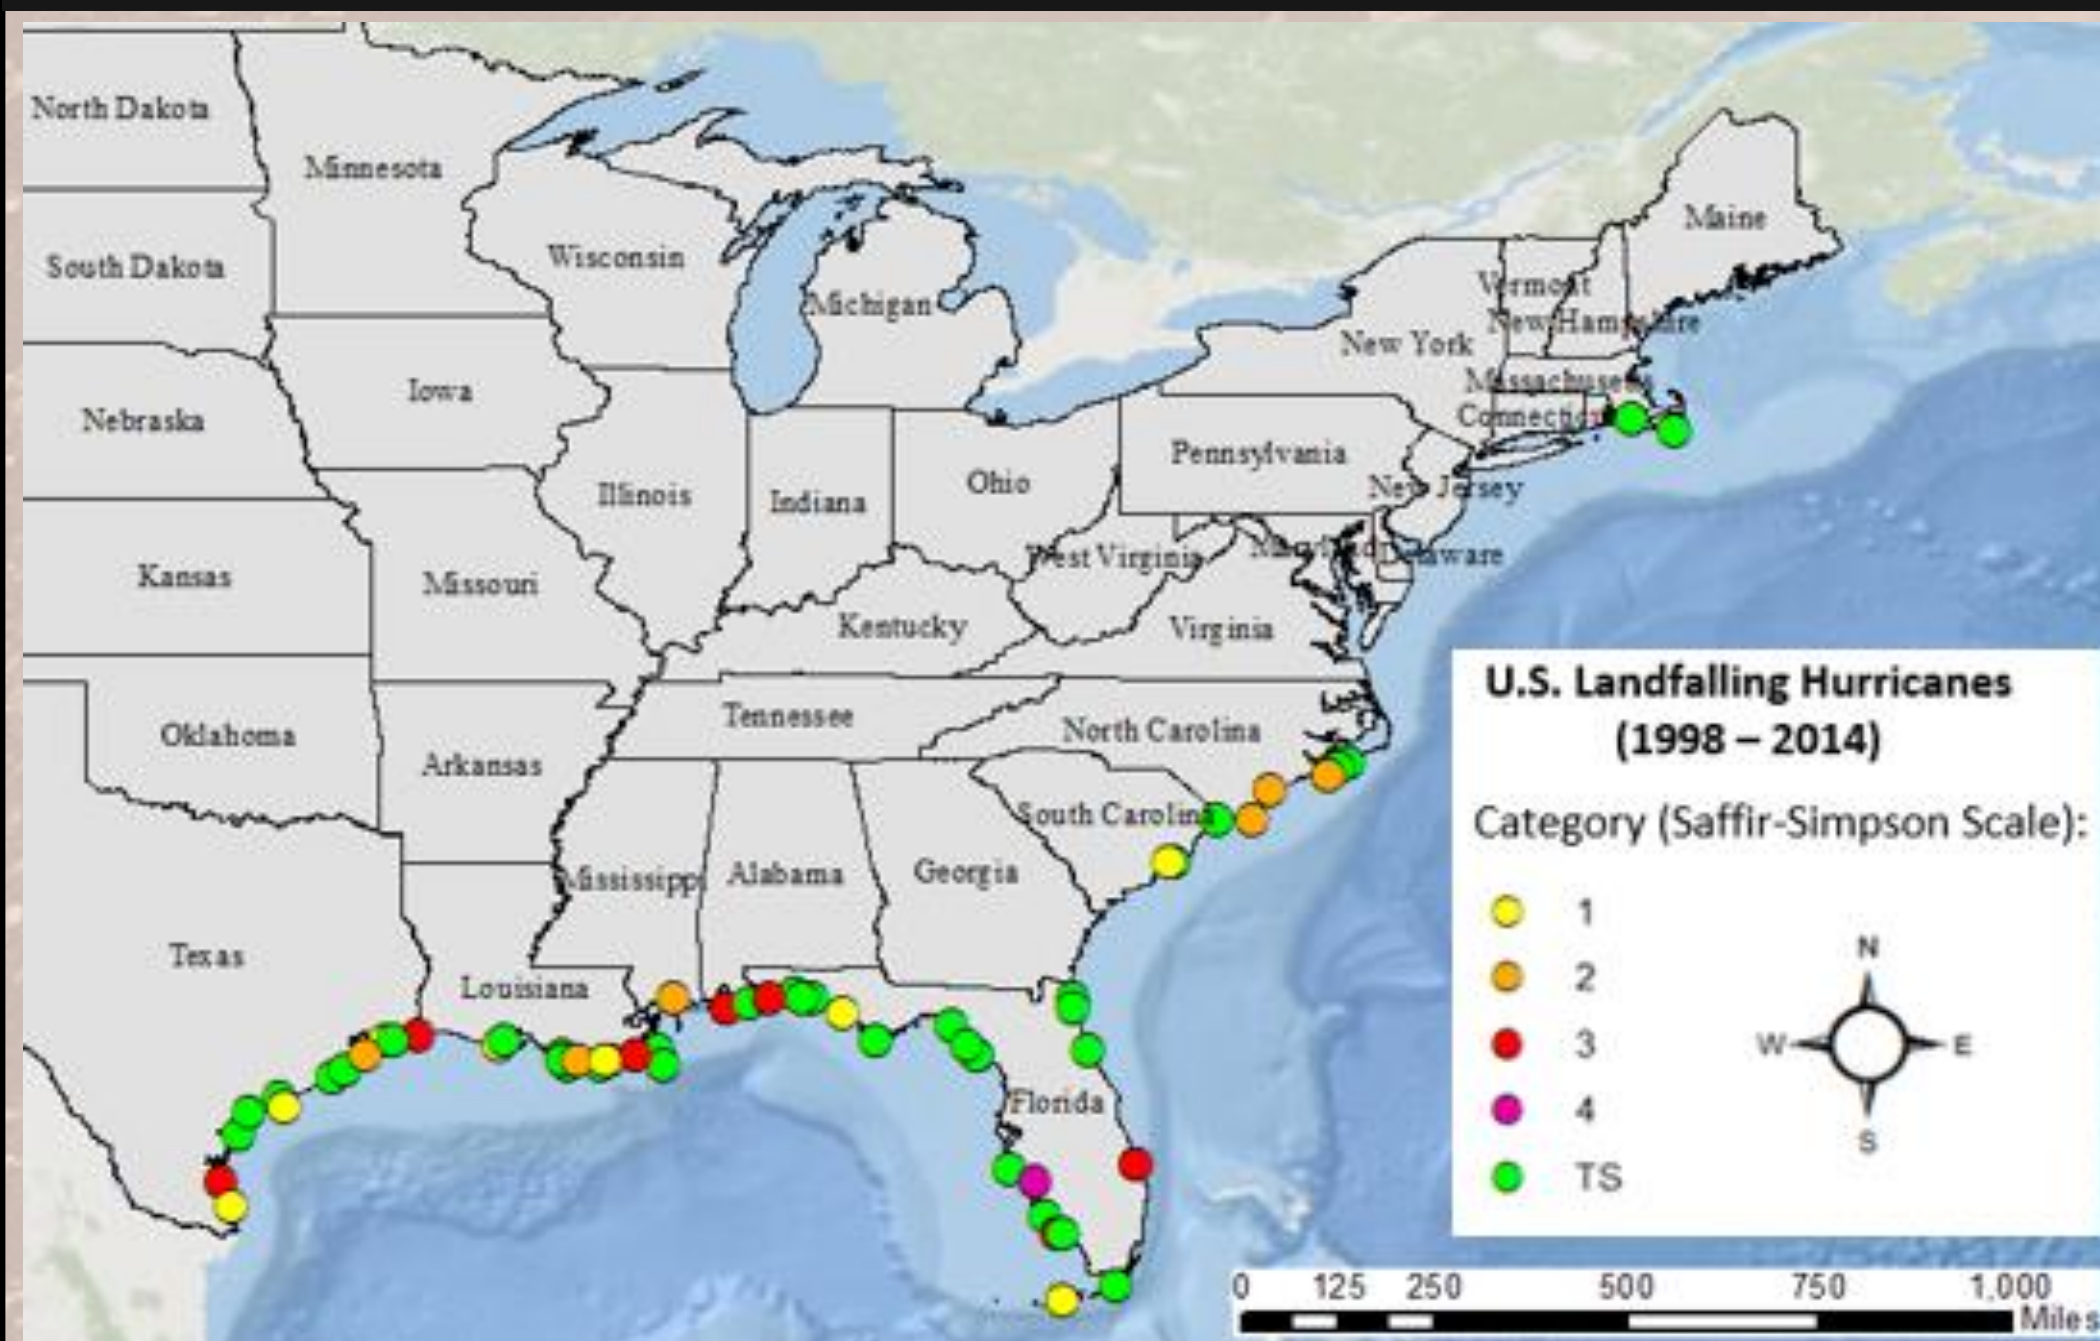 North Dakota
Minnesota
South Dakota
Wisconsin
Michigan
Maine
Vermont
New Hampshire
New York
Massachusetts
Connecticut
Nebraska
Iowa
Illinois
Indiana
Ohio
Pennsylvania
New Jersey
West Virginia
Maryland
Delaware
Kansas
Missouri
Kentucky
Virginia
Oklahoma
Arkansas
Tennessee
North Carolina
South Carolina
Texas
Louisiana
Mississippi
Alabama
Georgia
Florida
U.S. Landfalling Hurricanes
(1998 – 2014)
Category (Saffir-Simpson Scale):
1
2
3
4
TS
N
W E
S
0 125 250 500 750 1,000
Miles